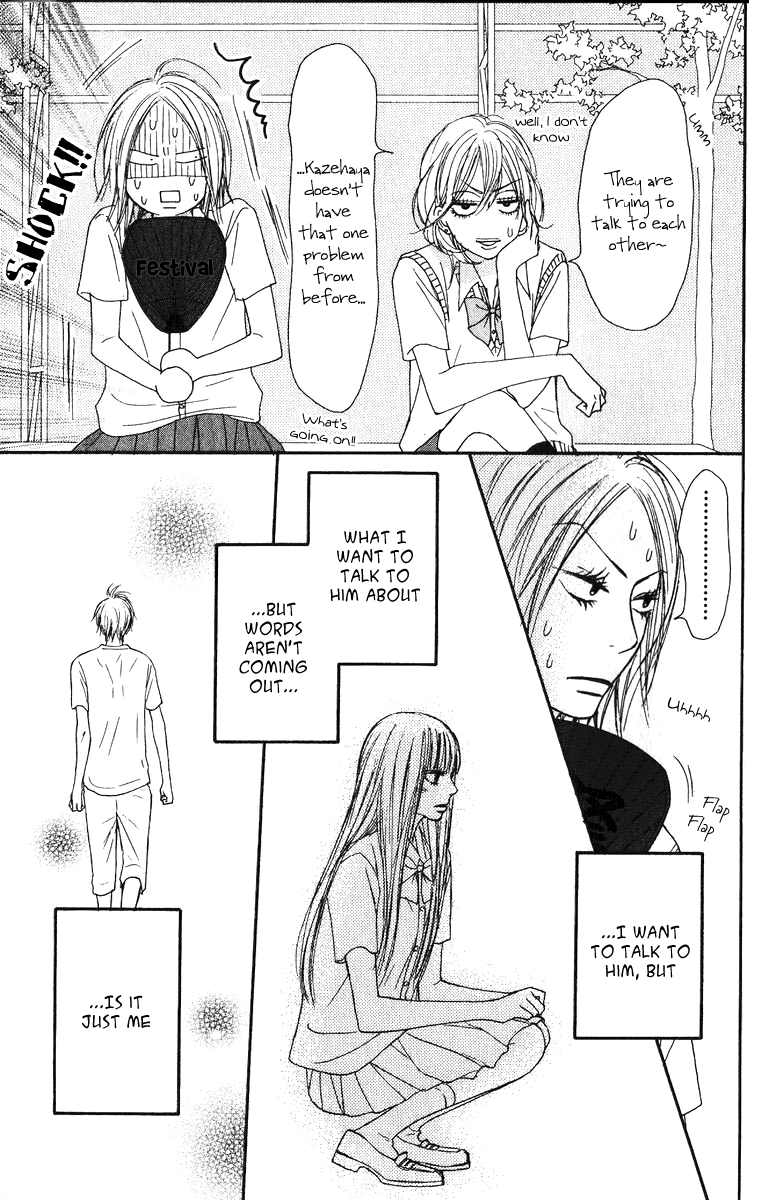 They are
trying to
talk to each
other~
Umm
well, I don't
know
...Kazehaya
doesn't
have
that one
problem
from
before...
What's
going on!!
SHOCK!!
Festival
.........
Uhhhh
Flap
Flap
...I WANT
TO TALK TO
HIM, BUT
WHAT I
WANT TO
TALK TO
HIM ABOUT
...BUT
WORDS
AREN'T
COMING
OUT...
...IS IT
JUST ME